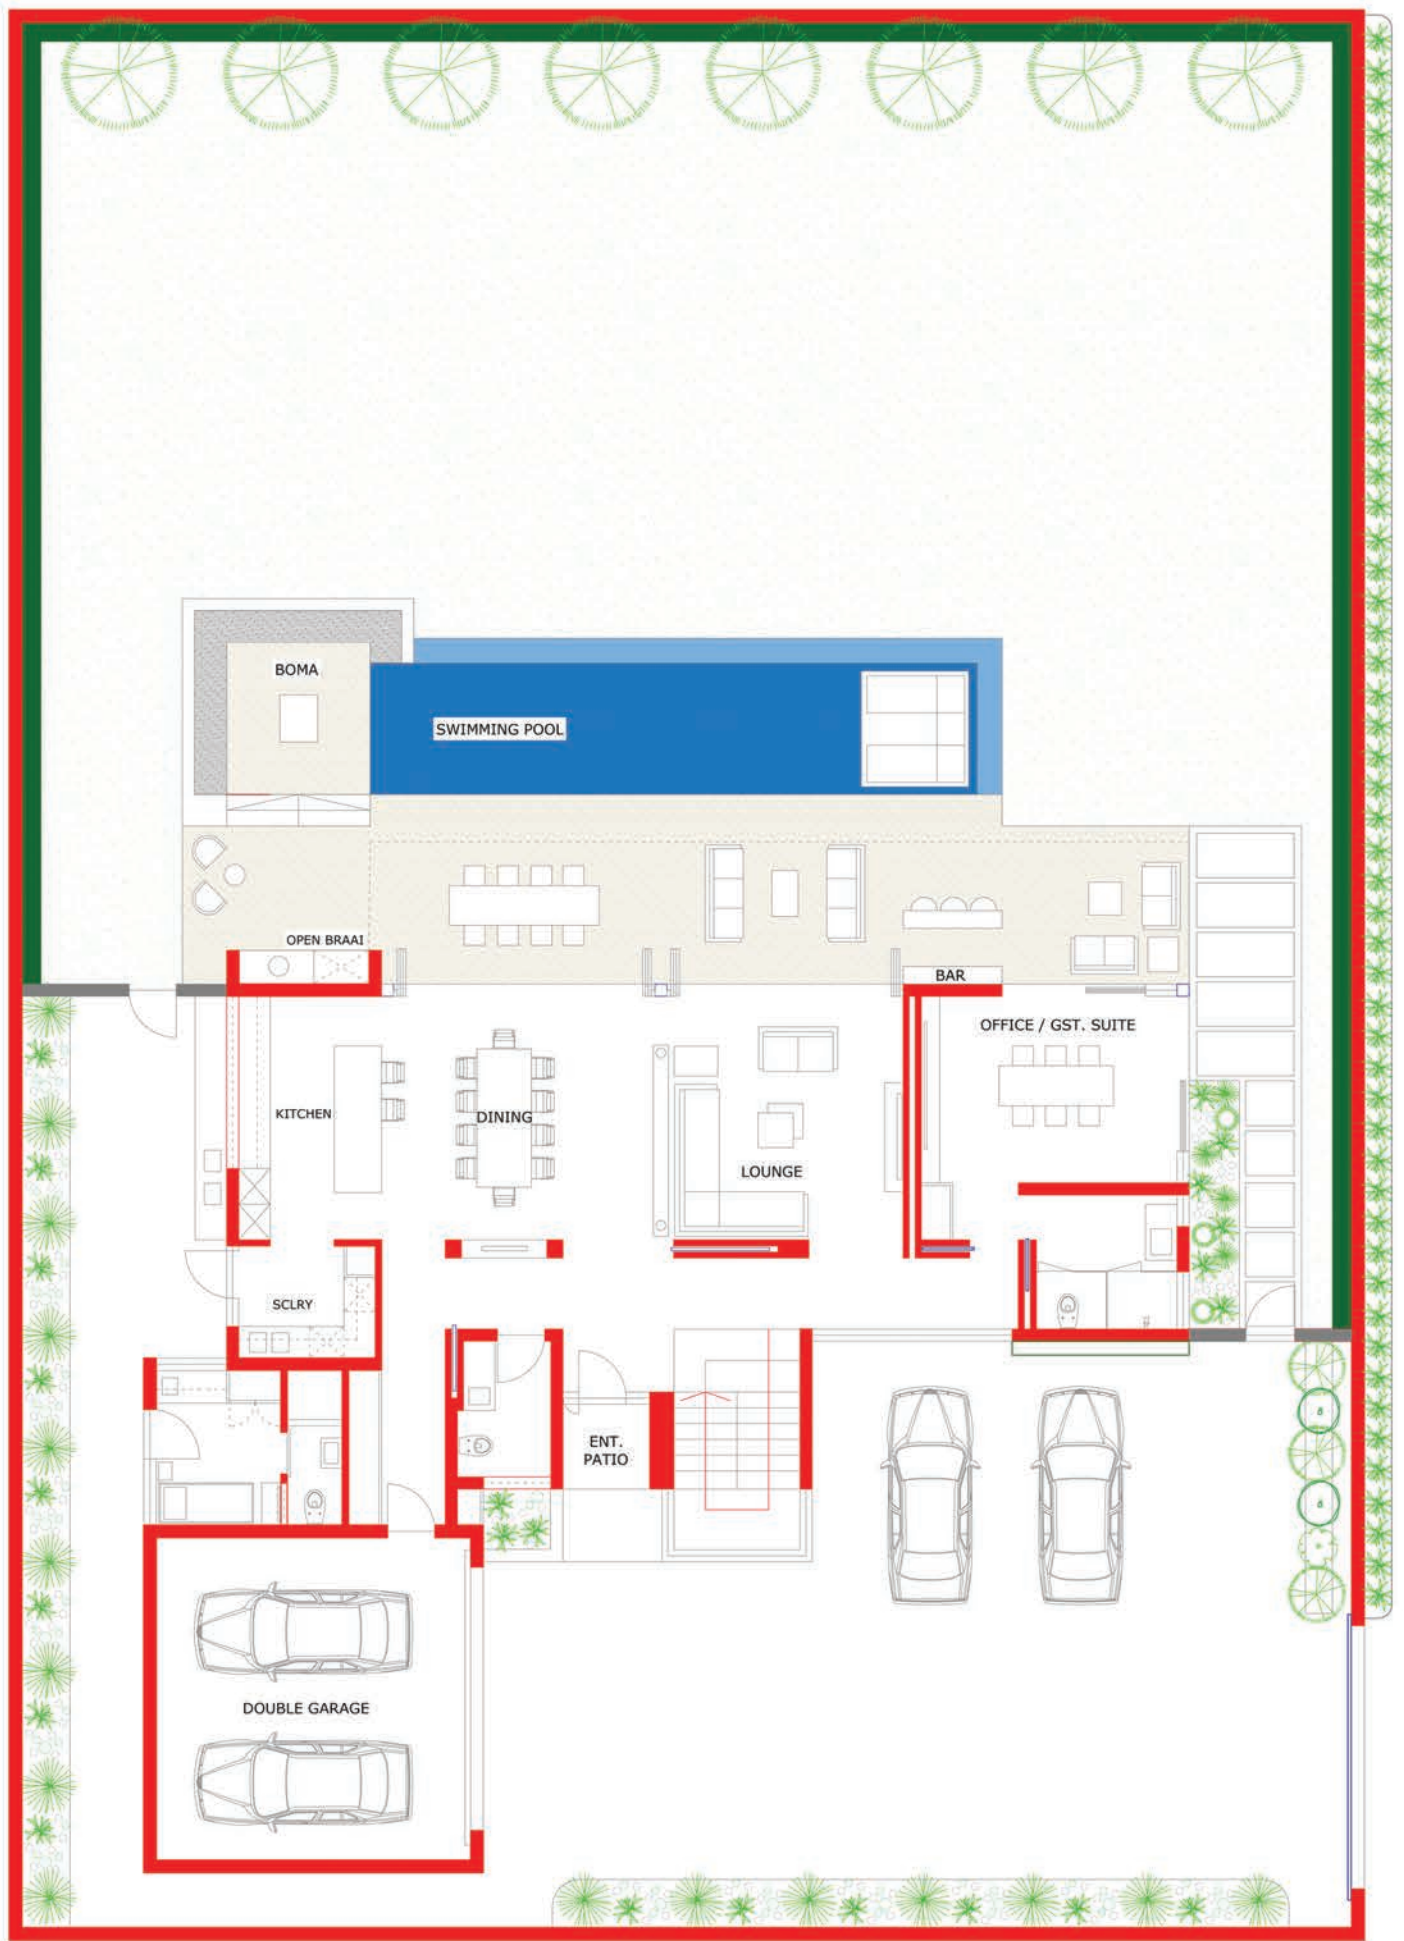 BOMA
SWIMMING POOL
OPEN BRAAI
BAR
OFFICE / GST. SUITE
KITCHEN
DINING
LOUNGE
SCLRY
ENT.
PATIO
DOUBLE GARAGE